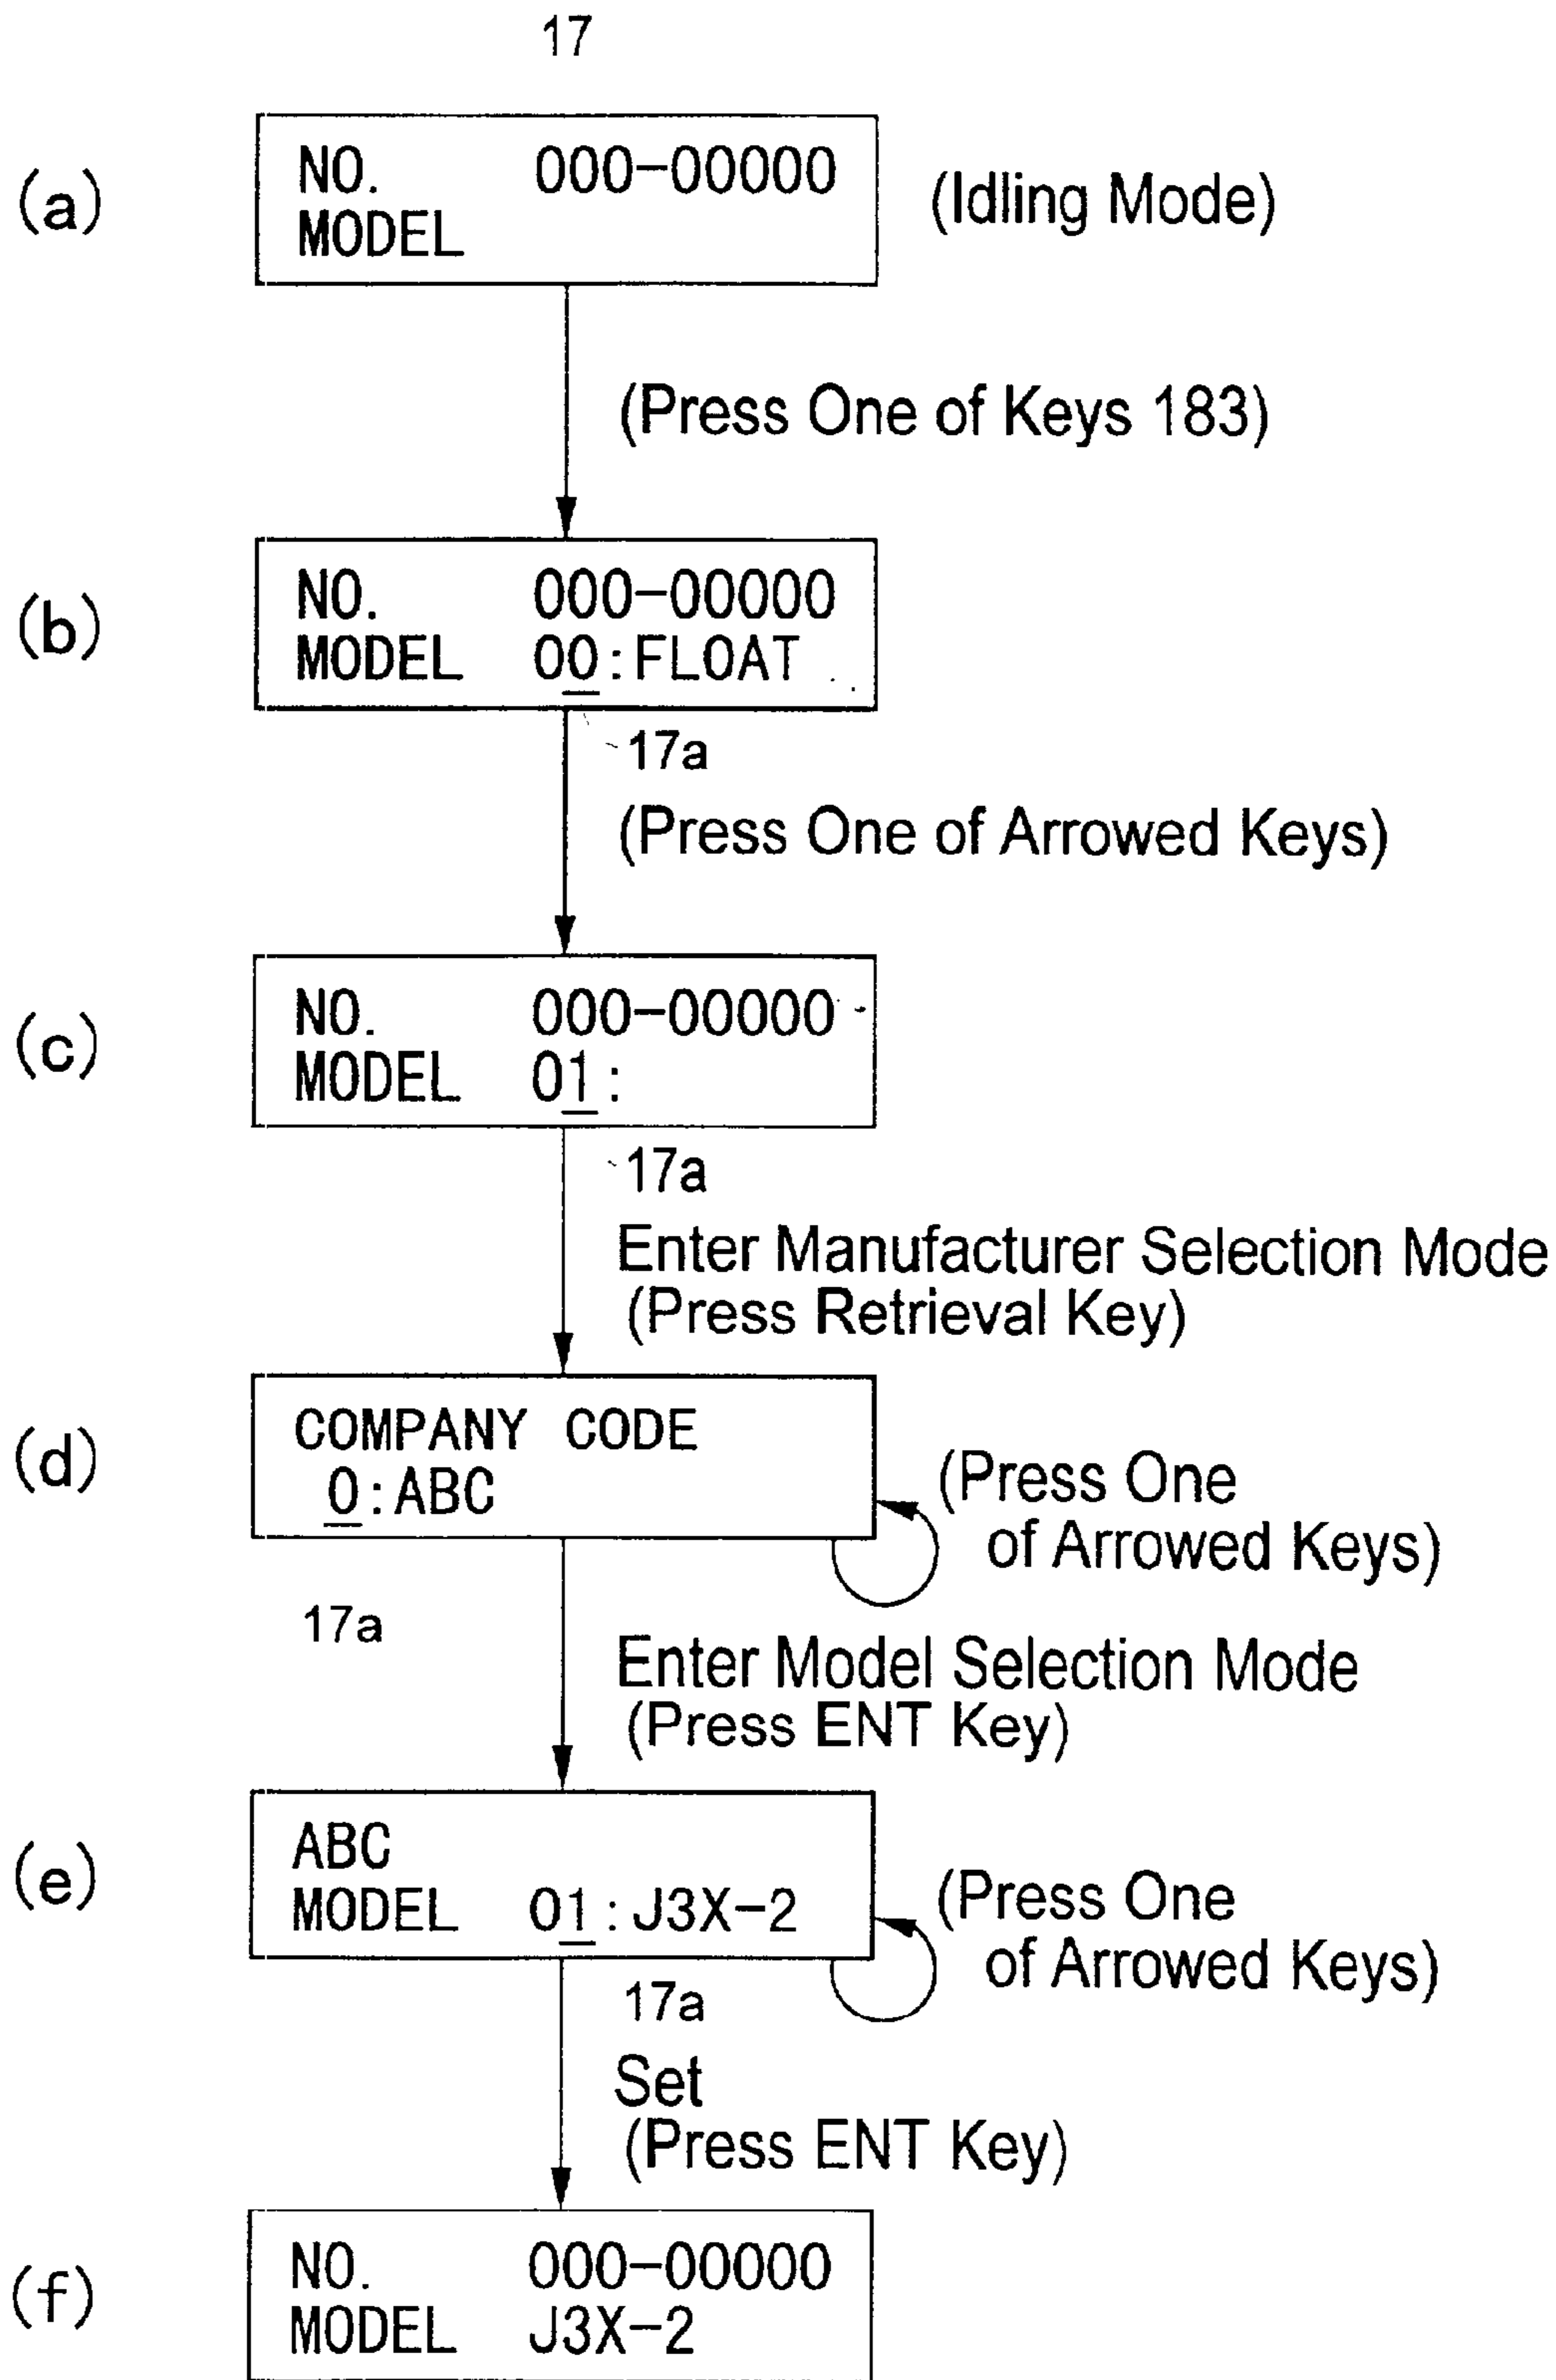 17
(a)
NO. 000-00000
MODEL
(Idling Mode)
(Press One of Keys 183)
(b)
NO. 000-00000
MODEL 00:FLOAT
17a
(Press One of Arrowed Keys)
(c)
NO. 000-00000
MODEL 01:
17a
Enter Manufacturer Selection Mode
(Press Retrieval Key)
(d)
COMPANY CODE
0:ABC
(Press One
of Arrowed Keys)
17a
Enter Model Selection Mode
(Press ENT Key)
(e)
ABC
MODEL 01:J3X-2
(Press One
of Arrowed Keys)
17a
Set
(Press ENT Key)
(f)
NO. 000-00000
MODEL J3X-2